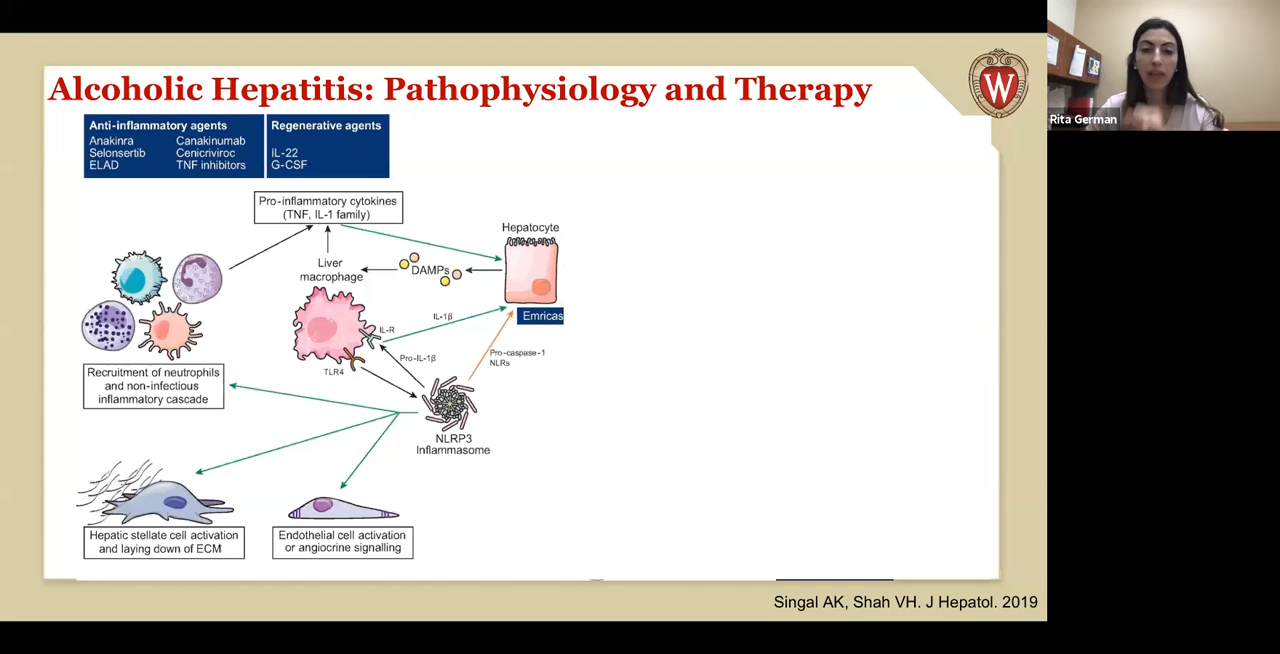 Alcoholic Hepatitis: Pathophysiology and Therapy
W
Rita German
Anti-inflammatory agents
Anakinra Canakinumab
Selonsertib Cenicriviroc
ELAD TNF inhibitors
Regenerative agents
IL-22
G-CSF
Pro-inflammatory cytokines
(TNF, IL-1 family)
Hepatocyte
Liver
macrophage
DAMPs
Emricas
IL-R
IL-1β
Pro-IL-1β
Pro-caspase-1
NLRs
TLR4
Recruitment of neutrophils
and non-infectious
inflammatory cascade
NLRP3
Inflammasome
Hepatic stellate cell activation
and laying down of ECM
Endothelial cell activation
or angiocrine signalling
Singal AK, Shah VH. J Hepatol. 2019